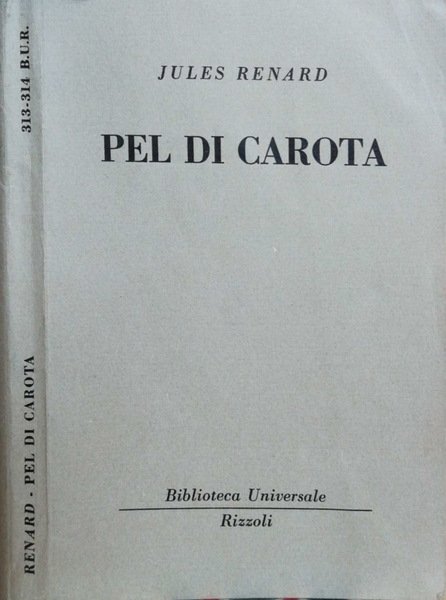 JULES RENARD
PEL DI CAROTA
Biblioteca Universale
Rizzoli
RENARD - PEL DI CAROTA
313-314 B.U.R.